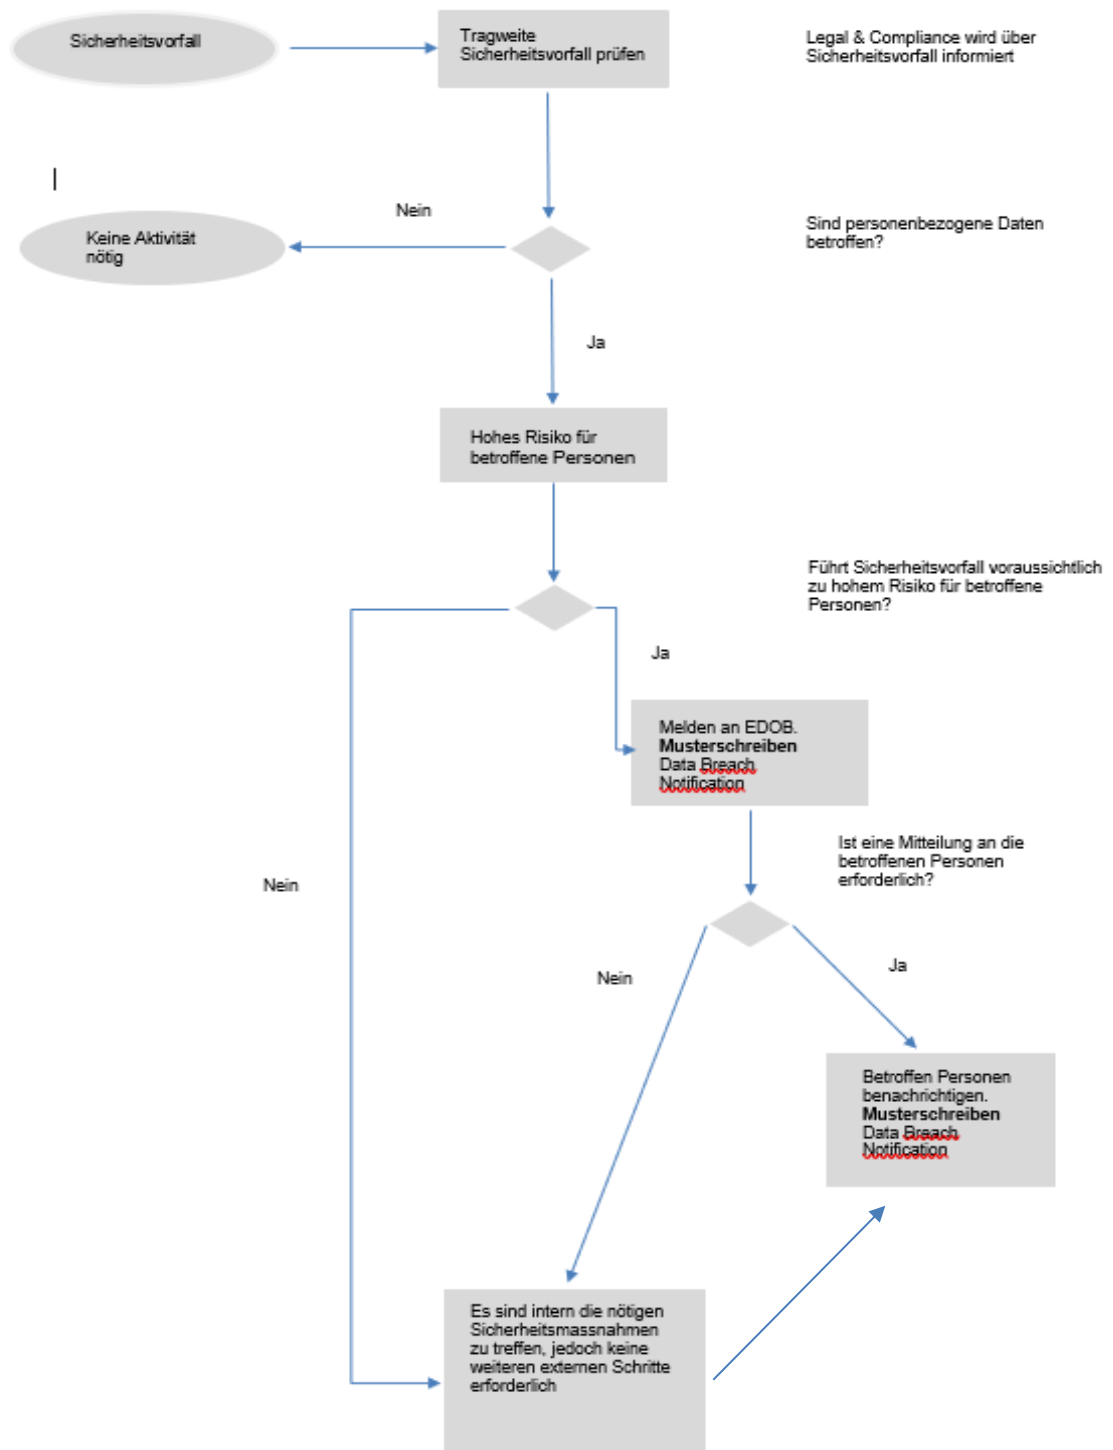 Sicherheitsvorfall
Tragweite
Sicherheitsvorfall prüfen
Legal & Compliance wird über
Sicherheitsvorfall informiert
Nein
Keine Aktivität
nötig
Sind personenbezogene Daten
betroffen?
Ja
Hohes Risiko für
betroffene Personen
Führt Sicherheitsvorfall voraussichtlich
zu hohem Risiko für betroffene
Personen?
Ja
Melden an EDOB.
Musterschreiben
Data Breach
Notification
Ist eine Mitteilung an die
betroffenen Personen
erforderlich?
Nein
Nein
Ja
Betroffen Personen
benachrichtigen.
Musterschreiben
Data Breach
Notification
Es sind intern die nötigen
Sicherheitsmassnahmen
zu treffen, jedoch keine
weiteren externen Schritte
erforderlich